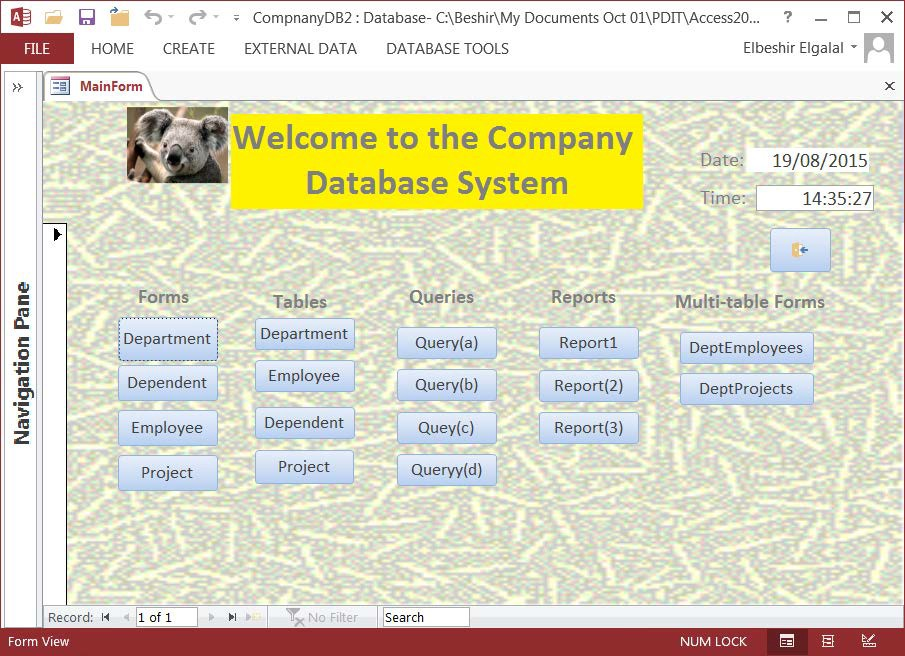 CompnanyDB2 : Database- C:\Beshir\My Documents Oct 01\PDIT\Access20... ?
FILE HOME CREATE EXTERNAL DATA DATABASE TOOLS Elbeshir Elgalal
MainForm
Welcome to the Company
Database System
Date: 19/08/2015
Time: 14:35:27
Navigation Pane
Forms Tables Queries Reports Multi-table Forms
Department Department Query(a) Report1 DeptEmployees
Dependent Employee Query(b) Report(2) DeptProjects
Employee Dependent Quey(c) Report(3)
Project Project Queryy(d)
Record: 1 of 1 No Filter Search
Form View NUM LOCK